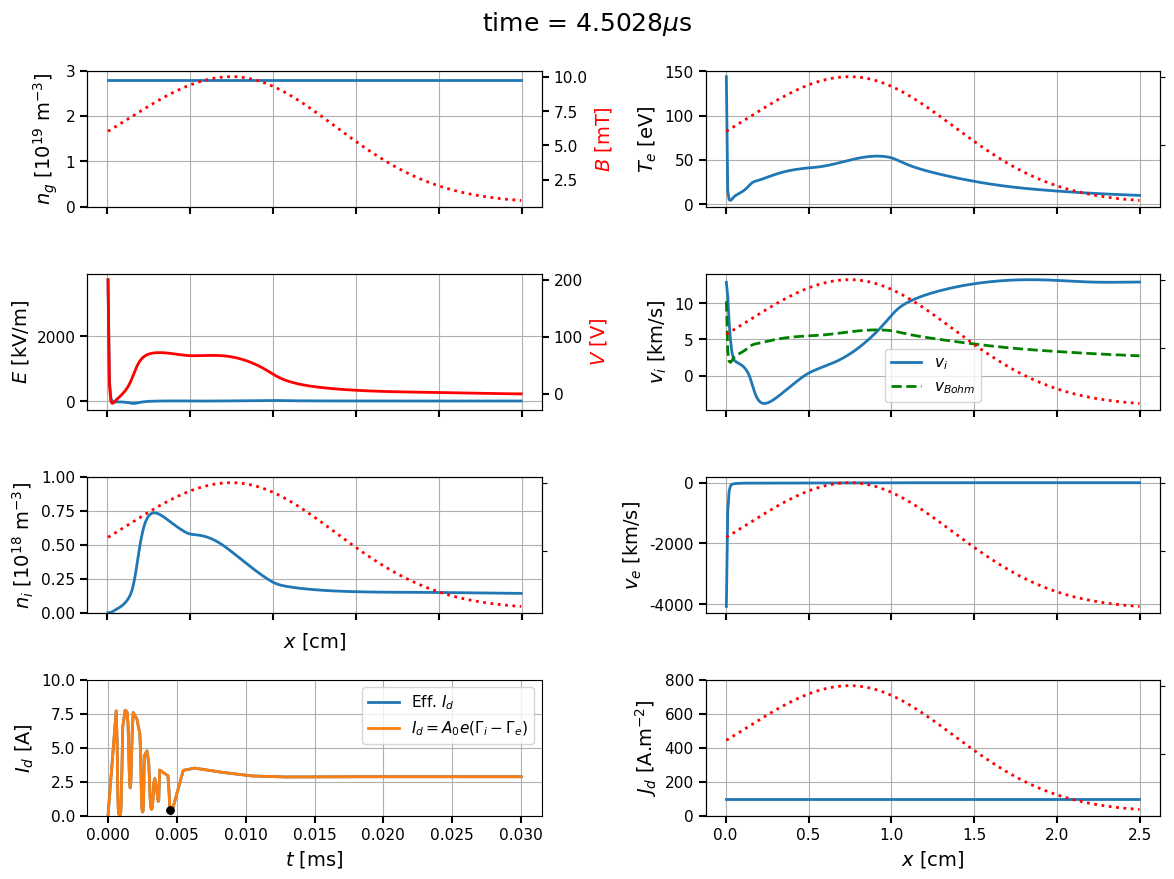 time = 4.5028μs
3
2
1
0
n_g [10^19 m^−3]
10.0
7.5
5.0
2.5
B [mT]
150
100
50
0
T_e [eV]
2000
0
E [kV/m]
200
100
0
V [V]
10
5
0
v_i [km/s]
v_i
v_Bohm
1.00
0.75
0.50
0.25
0.00
n_i [10^18 m^−3]
x [cm]
0
-2000
-4000
v_e [km/s]
10.0
7.5
5.0
2.5
0.0
I_d [A]
Eff. I_d
I_d = A_0e(Γ_i − Γ_e)
0.000 0.005 0.010 0.015 0.020 0.025 0.030
t [ms]
800
600
400
200
0
J_d [A.m^−2]
0.0 0.5 1.0 1.5 2.0 2.5
x [cm]